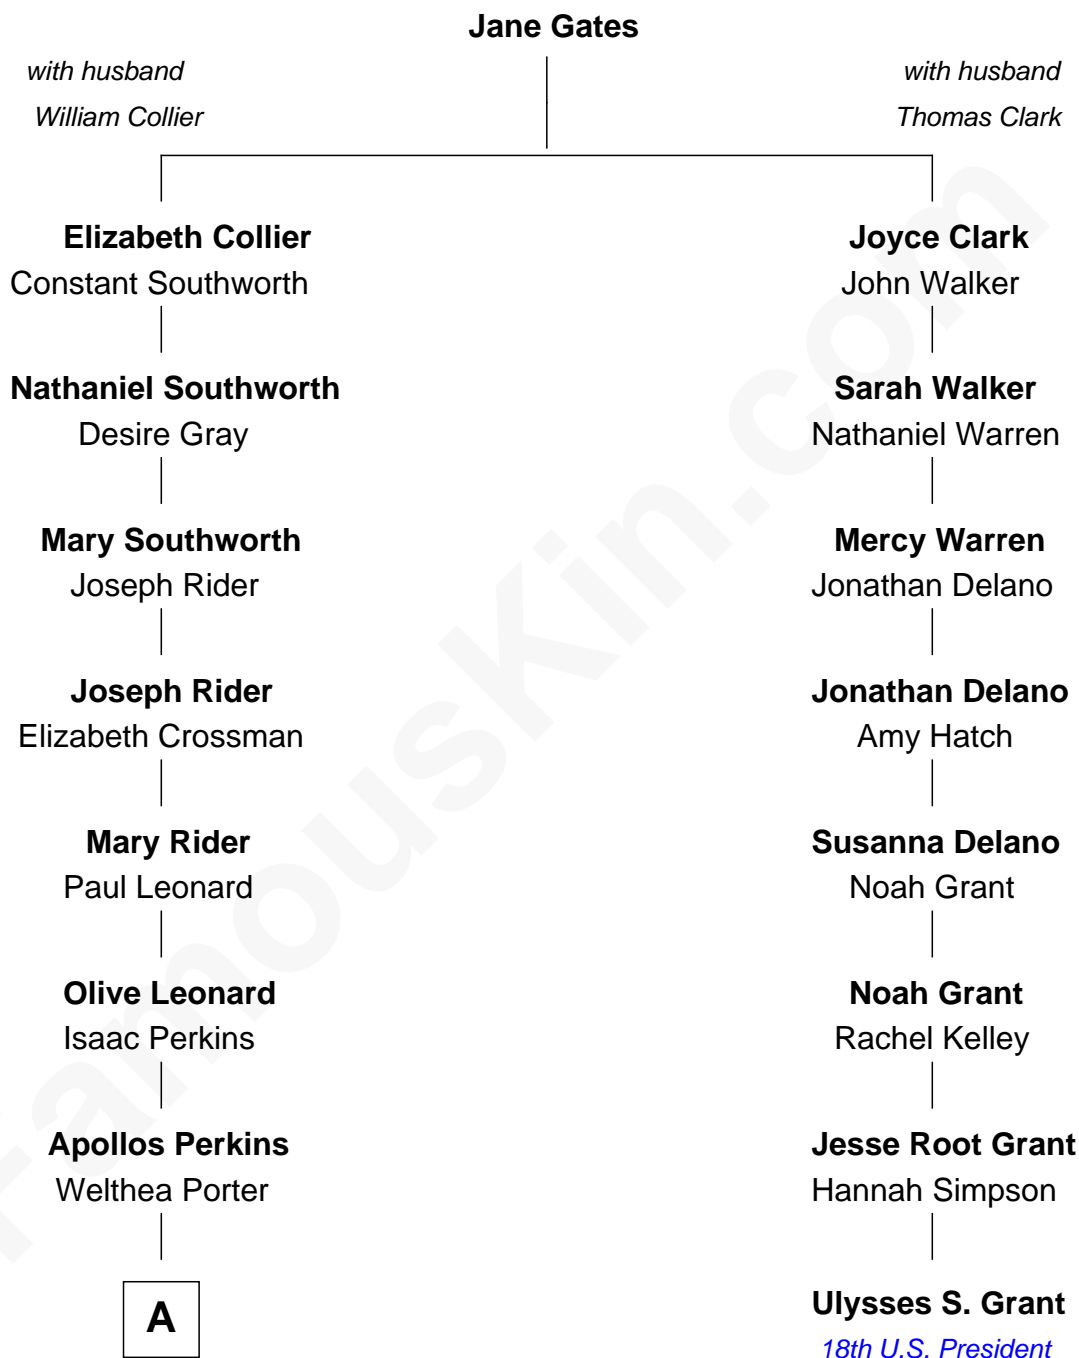 Jane Gates
with husband
William Collier
with husband
Thomas Clark
Elizabeth Collier
Constant Southworth
Joyce Clark
John Walker
Nathaniel Southworth
Desire Gray
Sarah Walker
Nathaniel Warren
Mary Southworth
Joseph Rider
Mercy Warren
Jonathan Delano
Joseph Rider
Elizabeth Crossman
Jonathan Delano
Amy Hatch
Mary Rider
Paul Leonard
Susanna Delano
Noah Grant
Olive Leonard
Isaac Perkins
Noah Grant
Rachel Kelley
Apollos Perkins
Welthea Porter
Jesse Root Grant
Hannah Simpson
A
Ulysses S. Grant
18th U.S. President
FamousKin.com